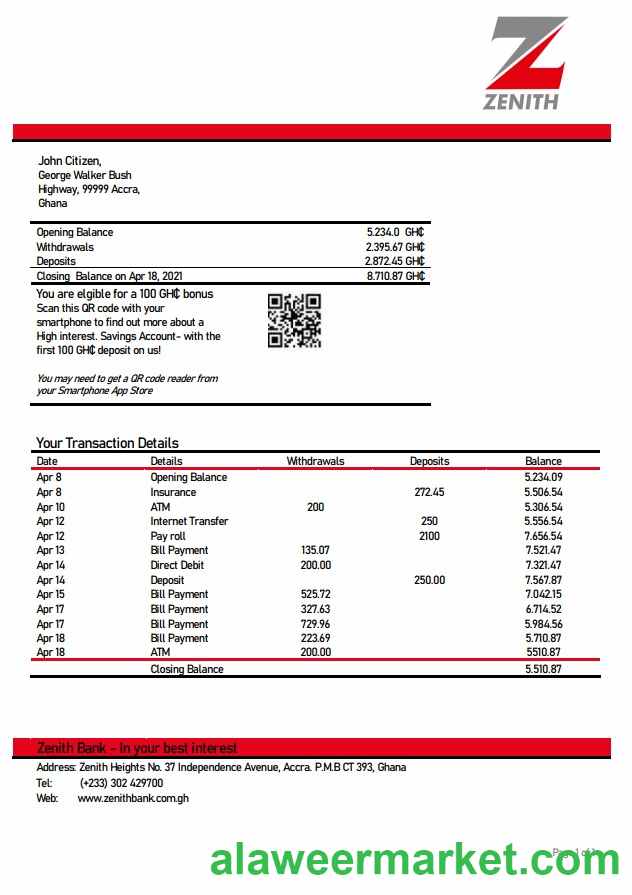 ZENITH
John Citizen,
George Walker Bush
Highway, 99999 Accra,
Ghana
Opening Balance 5.234.0 GH₵
Withdrawals 2.395.67 GH₵
Deposits 2.872.45 GH₵
Closing Balance on Apr 18, 2021 8.710.87 GH₵
You are elgible for a 100 GH₵ bonus
Scan this QR code with your
smartphone to find out more about a
High interest. Savings Account- with the
first 100 GH₵ deposit on us!
You may need to get a QR code reader from
your Smartphone App Store
Your Transaction Details
Date Details Withdrawals Deposits Balance
Apr 8 Opening Balance 5.234.09
Apr 8 Insurance 272.45 5.506.54
Apr 10 ATM 200 5.306.54
Apr 12 Internet Transfer 250 5.556.54
Apr 12 Pay roll 2100 7.656.54
Apr 13 Bill Payment 135.07 7.521.47
Apr 14 Direct Debit 200.00 7.321.47
Apr 14 Deposit 250.00 7.567.87
Apr 15 Bill Payment 525.72 7.042.15
Apr 17 Bill Payment 327.63 6.714.52
Apr 17 Bill Payment 729.96 5.984.56
Apr 18 Bill Payment 223.69 5.710.87
Apr 18 ATM 200.00 5510.87
Closing Balance 5.510.87
Zenith Bank - In your best interest
Address: Zenith Heights No. 37 Independence Avenue, Accra. P.M.B CT 393, Ghana
Tel: (+233) 302 429700
Web: www.zenithbank.com.gh
alaweermarket.com